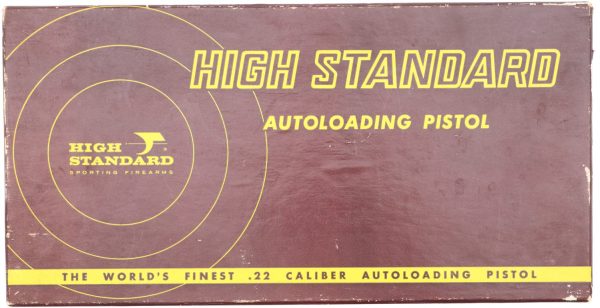 HIGH STANDARD
AUTOLOADING PISTOL
HIGH
STANDARD
SPORTING FIREARMS
THE WORLD'S FINEST .22 CALIBER AUTOLOADING PISTOL